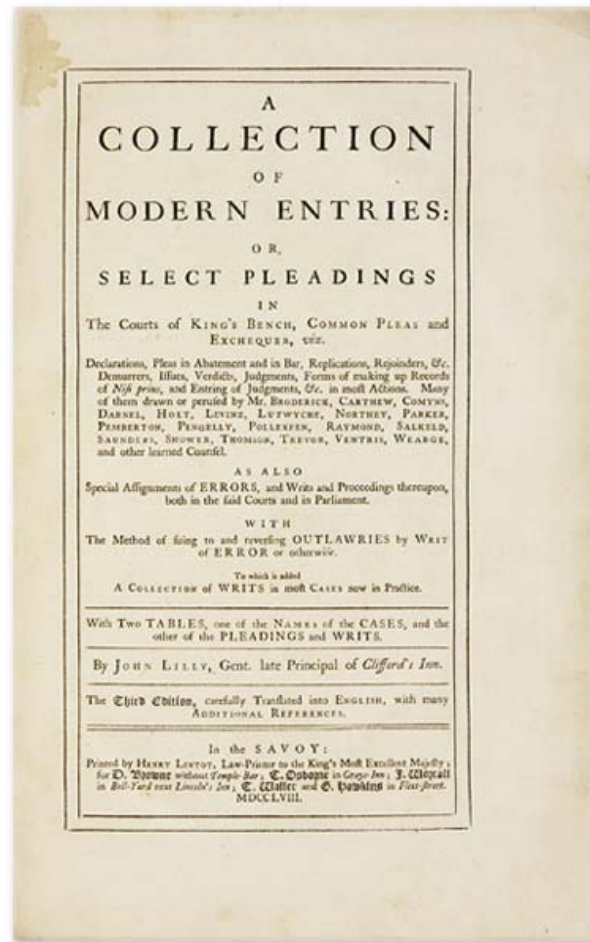 A
COLLECTION
OF
MODERN ENTRIES:
OR,
SELECT PLEADINGS
IN
The Courts of KING'S BENCH, COMMON PLEAS and
EXCHEQUER, viz.
Declarations, Pleas in Abatement and in Bar, Replications, Rejoinders, &c.
Demurrers, Issues, Verdicts, Judgments, Forms of making up Records
of Nisi prius, and Entring of Judgments, &c. in most Actions. Many
of them drawn or perused by Mr. BRODERICK, CARTHEW, COMYNS,
DARNEL, HOLT, LEVINZ, LUTWYCHE, NORTHEY, PARKER,
PEMBERTON, PENGELLY, POLLEXFEN, RAYMOND, SALKELD,
SAUNDERS, SHOWER, THOMSON, TREVOR, VENTRIS, WEARGE,
and other learned Counsel.
AS ALSO
Special Assignments of ERRORS, and Writs and Proceedings thereupon,
both in the said Courts and in Parliament.
WITH
The Method of suing to and reversing OUTLAWRIES by WRIT
of ERROR or otherwise.
To which is added
A COLLECTION of WRITS in most CASES now in Practice.
With Two TABLES, one of the NAMES of the CASES, and the
other of the PLEADINGS and WRITS.
By JOHN LILLY, Gent. late Principal of Clifford's Inn.
The Third Edition, carefully Translated into ENGLISH, with many
ADDITIONAL REFERENCES.
In the SAVOY:
Printed by HENRY LINTOT, Law-Printer to the King's Most Excellent Majesty;
for D. Browne without Temple-Bar; T. Osborne in Grays-Inn; J. Worrall
in Bell-Yard near Lincoln's Inn; T. Waller and G. Hawkins in Fleet-street.
MDCCLVIII.